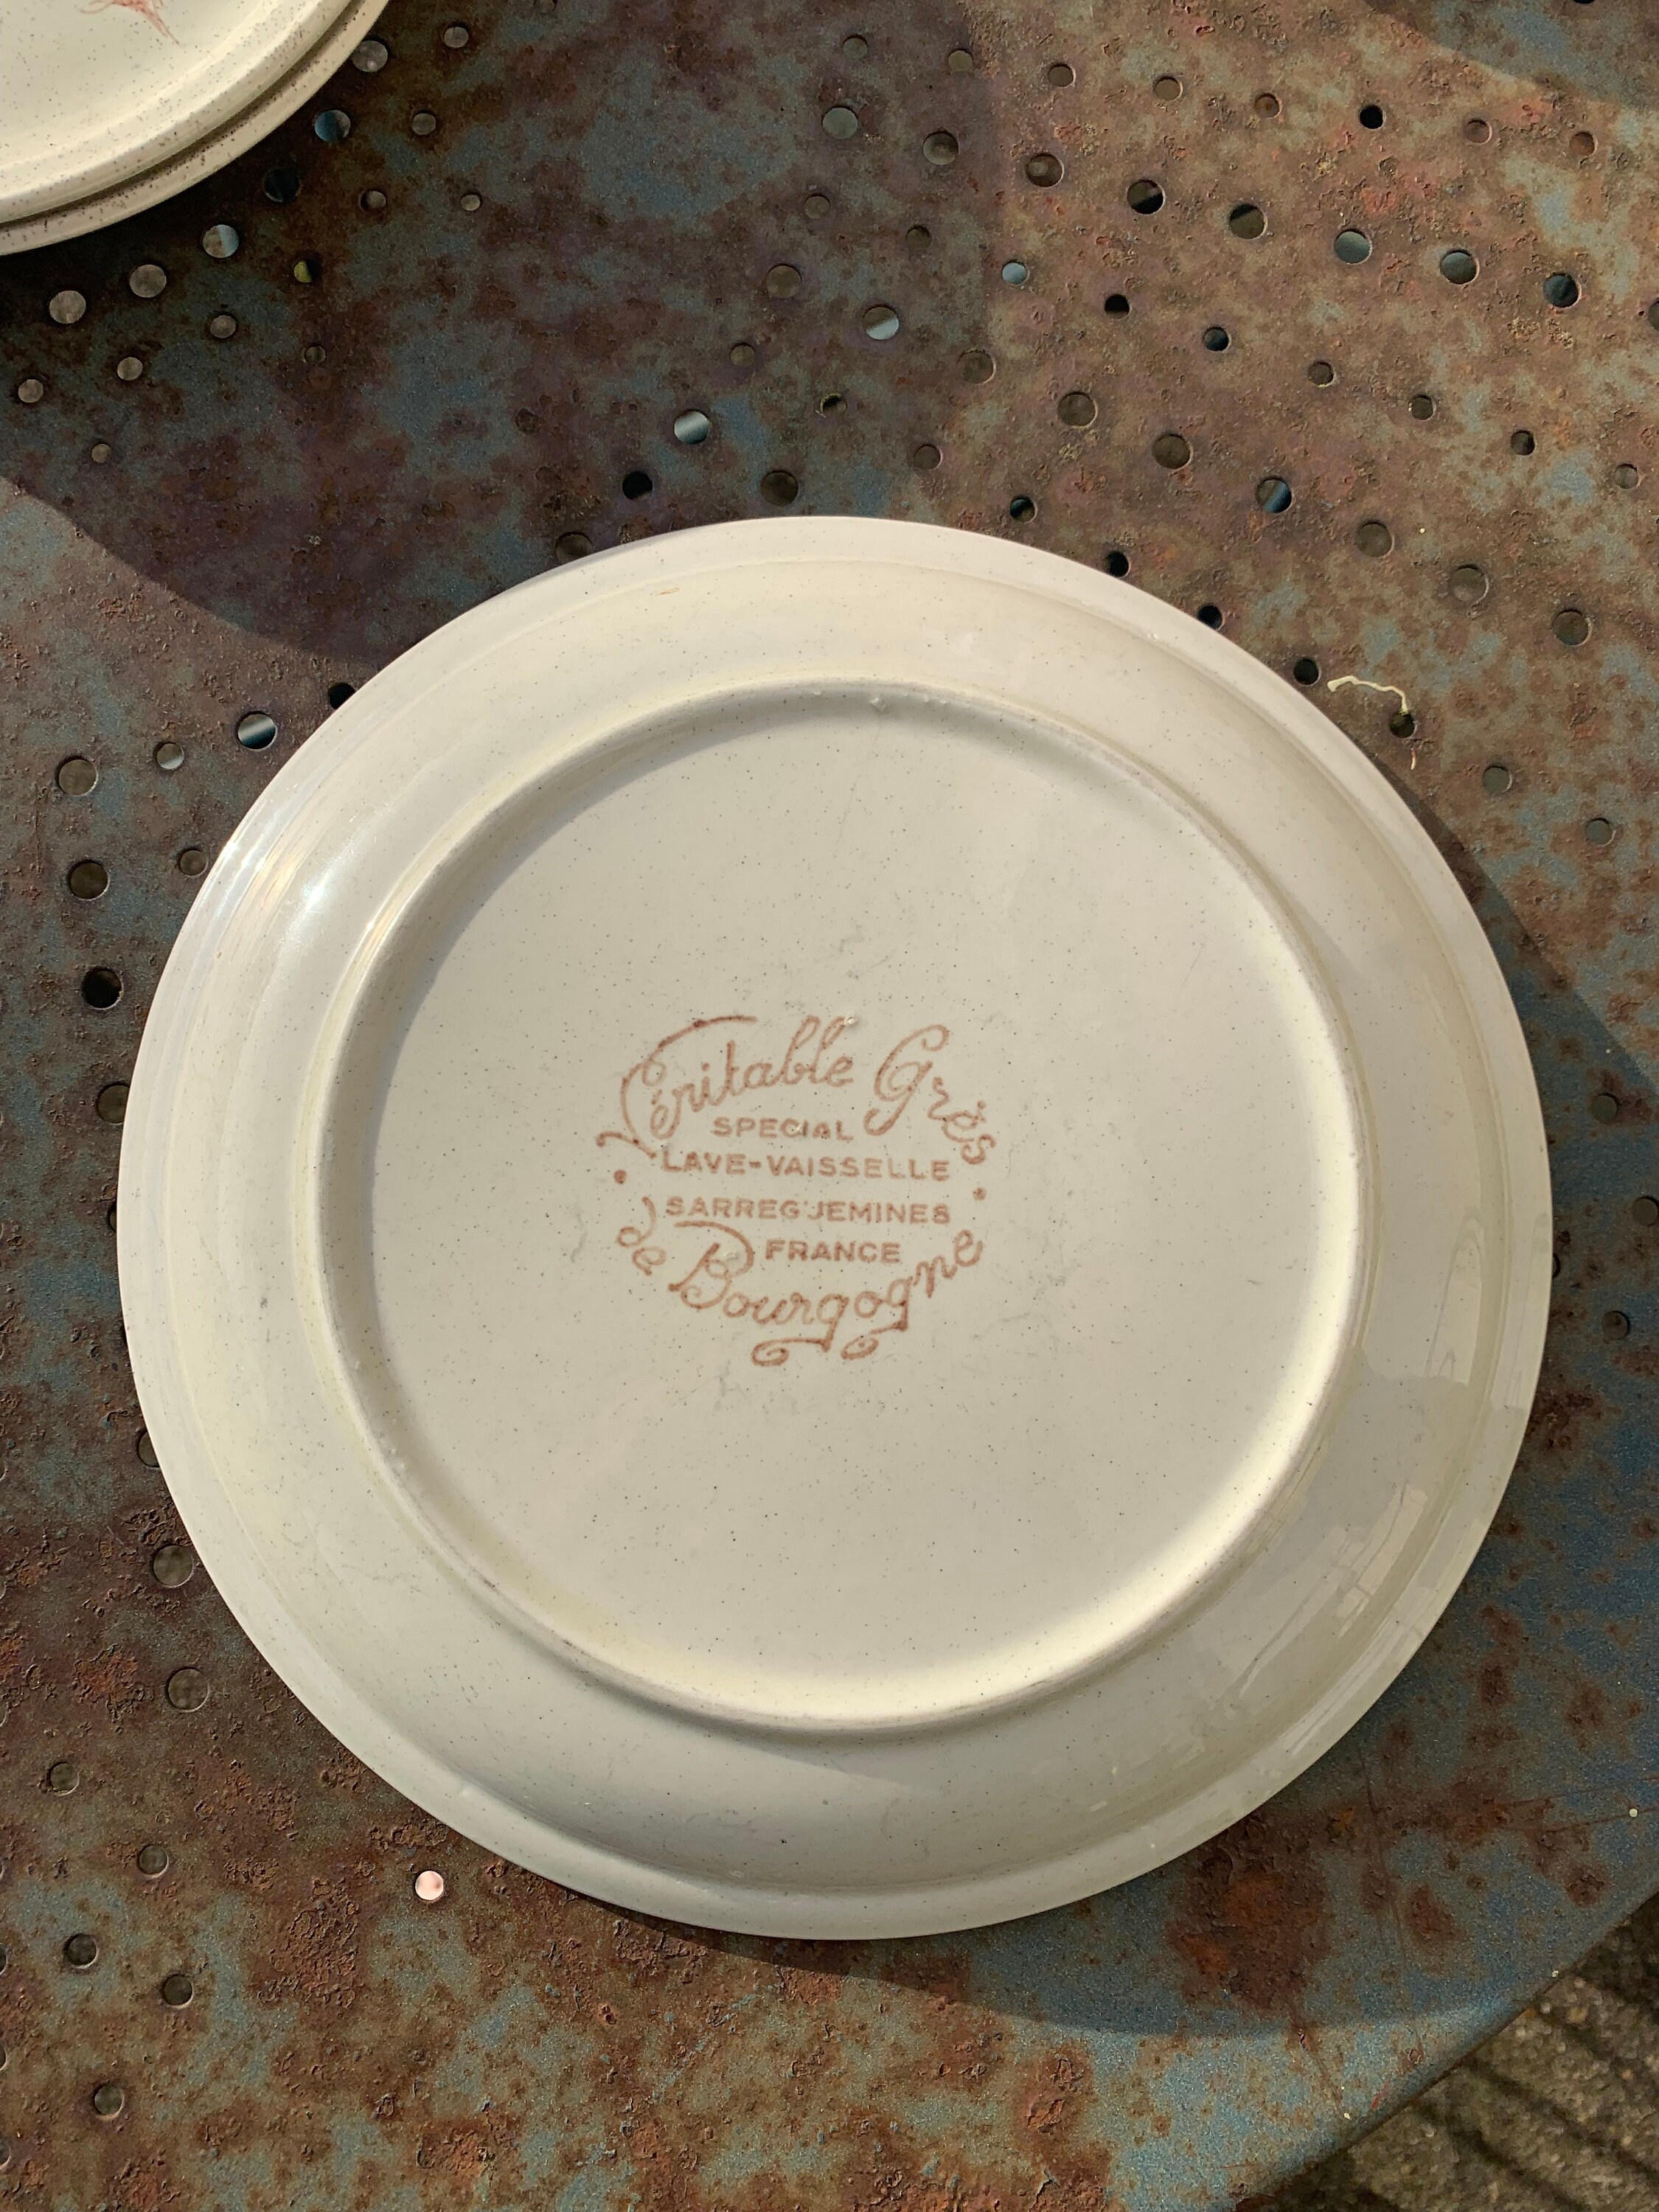 Véritable Grès
SPECIAL
LAVE-VAISSELLE
SARREGUEMINES
FRANCE
de Bourgogne